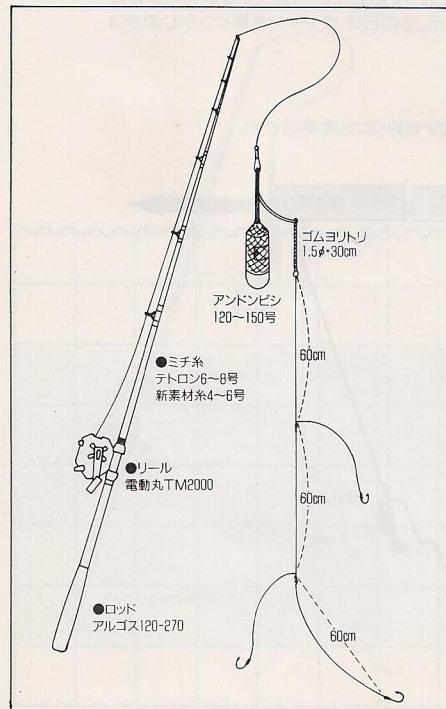 ゴムヨリトリ
1.5φ・30cm
アンドンビシ
120〜150号
60cm
●ミチ糸
テトロン6〜8号
新素材糸4〜6号
60cm
●リール
電動丸TM2000
●ロッド
アルゴス120-270
60cm